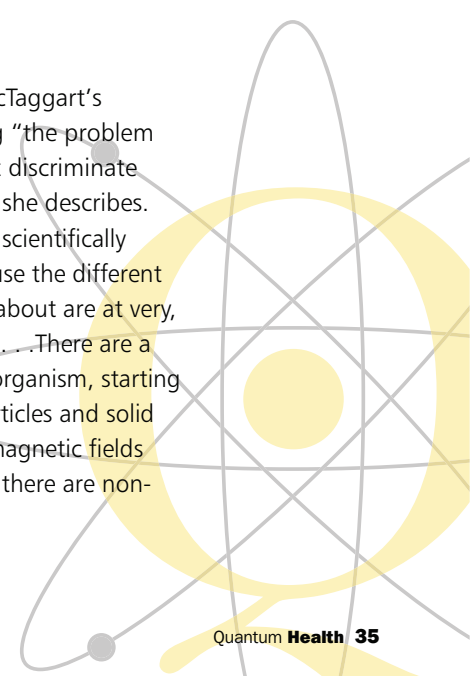 cTaggart's
g “the problem
t discriminate
she describes.
scientifically
use the different
about are at very,
. . .There are a
organism, starting
rticles and solid
nagnetic fields
there are non-
Quantum Health 35